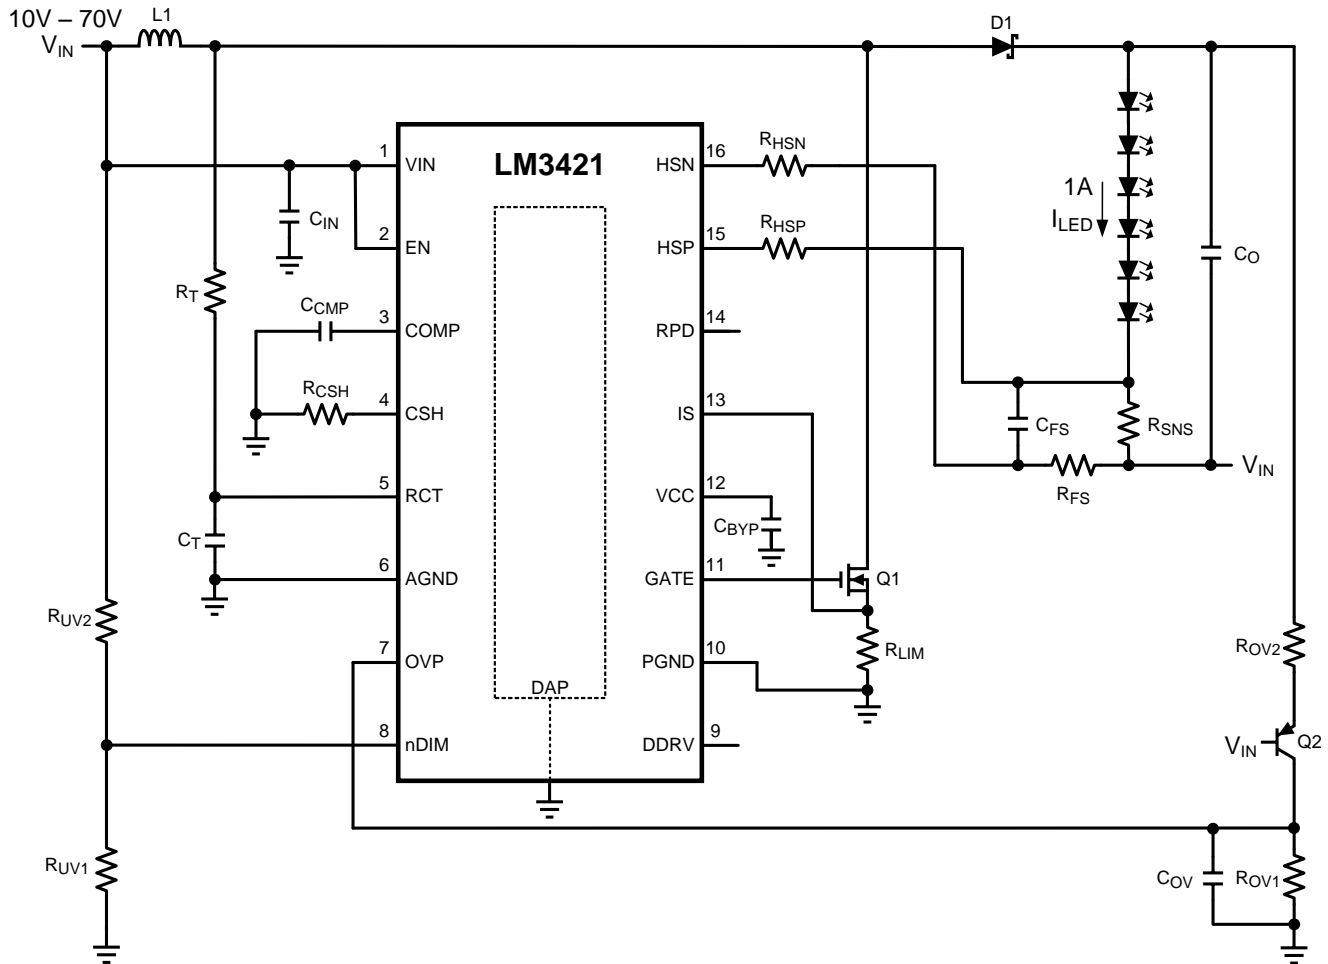 10V – 70V
VIN
L1
D1
LM3421
1
VIN
2
EN
3
COMP
4
CSH
5
RCT
6
AGND
7
OVP
8
nDIM
DAP
HSN
16
HSP
15
RPD
14
IS
13
VCC
12
GATE
11
PGND
10
DDRV
9
CIN
RT
CCMP
RCSH
CT
RUV2
RUV1
RHSN
RHSP
1A
ILED
CO
CFS
RSNS
RFS
VIN
CBYP
Q1
RLIM
ROV2
VIN
Q2
COV
ROV1